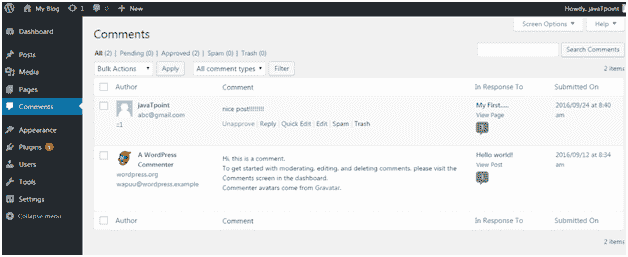 My Blog 1 0 + New Howdy, javaTpoint
Screen Options ▼ Help ▼
Dashboard
Posts
Media
Pages
Comments
Appearance
Plugins
Users
Tools
Settings
Collapse menu
Comments
All (2) | Pending (0) | Approved (2) | Spam (0) | Trash (0)
Search Comments
Bulk Actions Apply All comment types Filter 2 items
Author Comment In Response To Submitted On
javaTpoint
abc@gmail.com
::1
nice post!!!!!!!!
Unapprove | Reply | Quick Edit | Edit | Spam | Trash
My First....
View Page
1
2016/09/24 at 8:40
am
A WordPress
Commenter
wordpress.org
wapuu@wordpress.example
Hi, this is a comment.
To get started with moderating, editing, and deleting comments, please visit the
Comments screen in the dashboard.
Commenter avatars come from Gravatar.
Hello world!
View Post
1
2016/09/12 at 8:34
am
Author Comment In Response To Submitted On
2 items